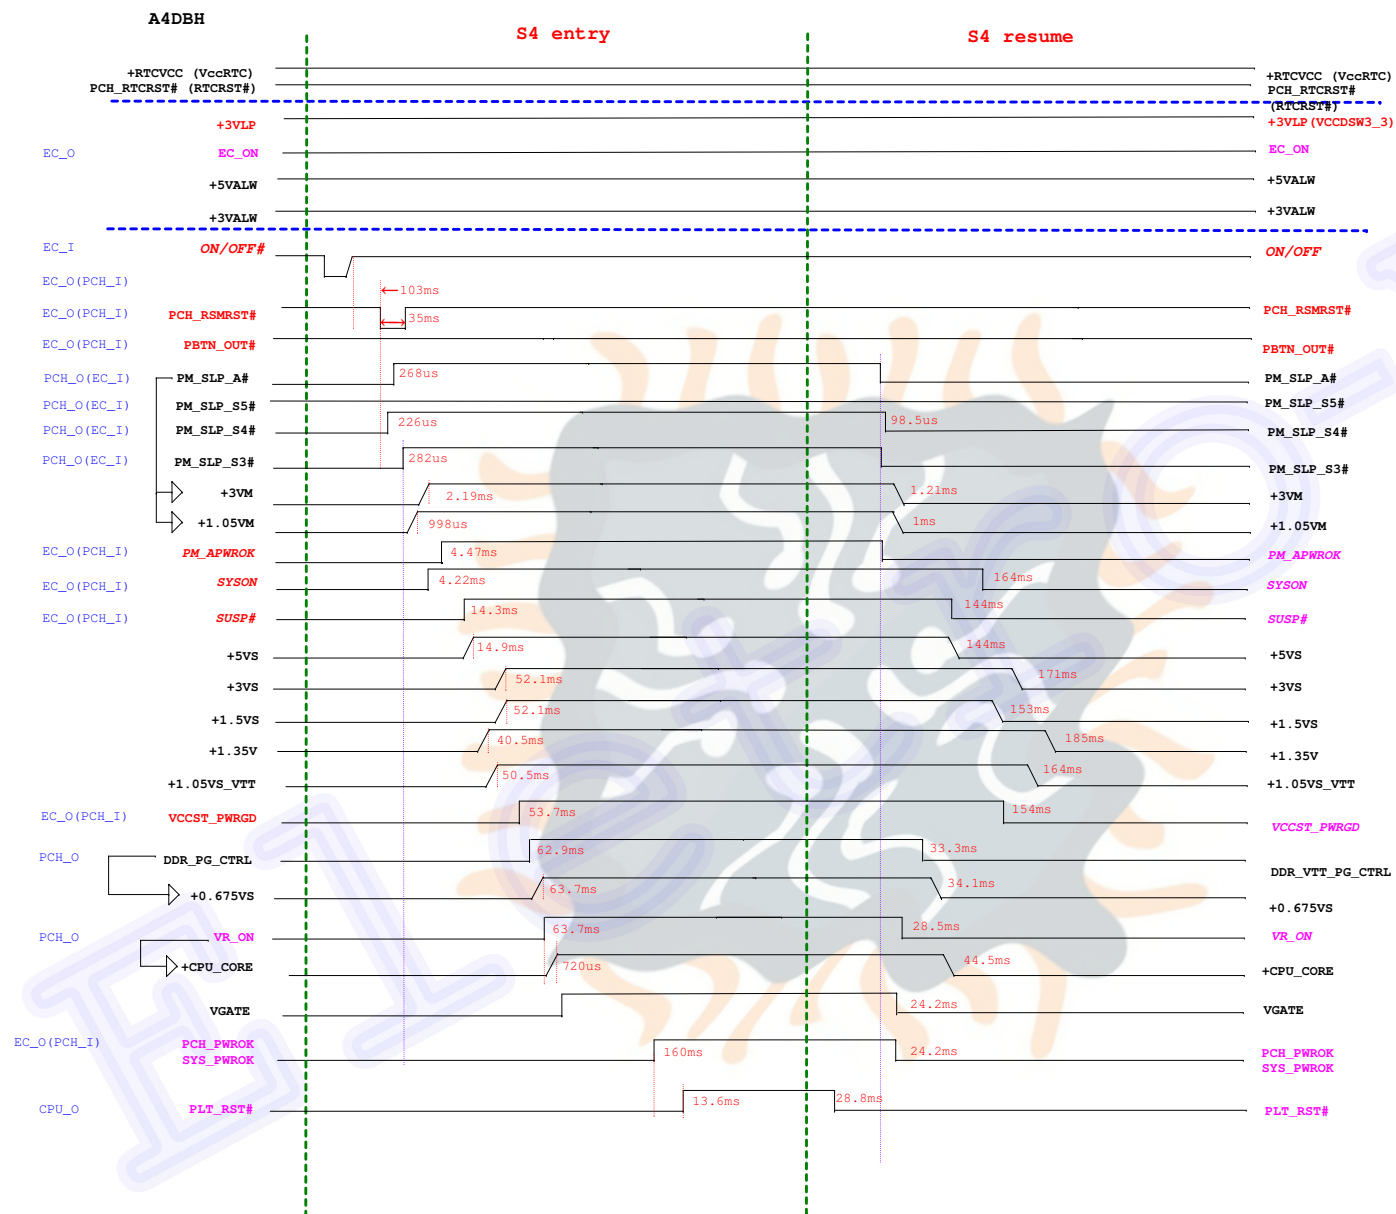 A4DBH
S4 entry
S4 resume
+RTCVCC (VccRTC)
PCH_RTCRST# (RTCRST#)
+RTCVCC (VccRTC)
PCH_RTCRST#
(RTCRST#)
+3VLP
+3VLP(VCCDSW3_3)
EC_O
EC_ON
EC_ON
+5VALW
+5VALW
+3VALW
+3VALW
EC_I
ON/OFF#
ON/OFF
EC_O(PCH_I)
103ms
EC_O(PCH_I)
PCH_RSMRST#
35ms
PCH_RSMRST#
EC_O(PCH_I)
PBTN_OUT#
PBTN_OUT#
PCH_O(EC_I)
PM_SLP_A#
268us
PM_SLP_A#
PCH_O(EC_I)
PM_SLP_S5#
PM_SLP_S5#
PCH_O(EC_I)
PM_SLP_S4#
226us
98.5us
PM_SLP_S4#
PCH_O(EC_I)
PM_SLP_S3#
282us
PM_SLP_S3#
+3VM
2.19ms
1.21ms
+3VM
+1.05VM
998us
1ms
+1.05VM
EC_O(PCH_I)
PM_APWROK
4.47ms
PM_APWROK
EC_O(PCH_I)
SYSON
4.22ms
164ms
SYSON
EC_O(PCH_I)
SUSP#
14.3ms
144ms
SUSP#
+5VS
14.9ms
144ms
+5VS
+3VS
52.1ms
171ms
+3VS
+1.5VS
52.1ms
153ms
+1.5VS
+1.35V
40.5ms
185ms
+1.35V
+1.05VS_VTT
50.5ms
164ms
+1.05VS_VTT
EC_O(PCH_I)
VCCST_PWRGD
53.7ms
154ms
VCCST_PWRGD
PCH_O
DDR_PG_CTRL
62.9ms
33.3ms
DDR_VTT_PG_CTRL
+0.675VS
63.7ms
34.1ms
+0.675VS
PCH_O
VR_ON
63.7ms
28.5ms
VR_ON
+CPU_CORE
720us
44.5ms
+CPU_CORE
VGATE
24.2ms
VGATE
EC_O(PCH_I)
PCH_PWROK
SYS_PWROK
160ms
24.2ms
PCH_PWROK
SYS_PWROK
CPU_O
PLT_RST#
13.6ms
28.8ms
PLT_RST#